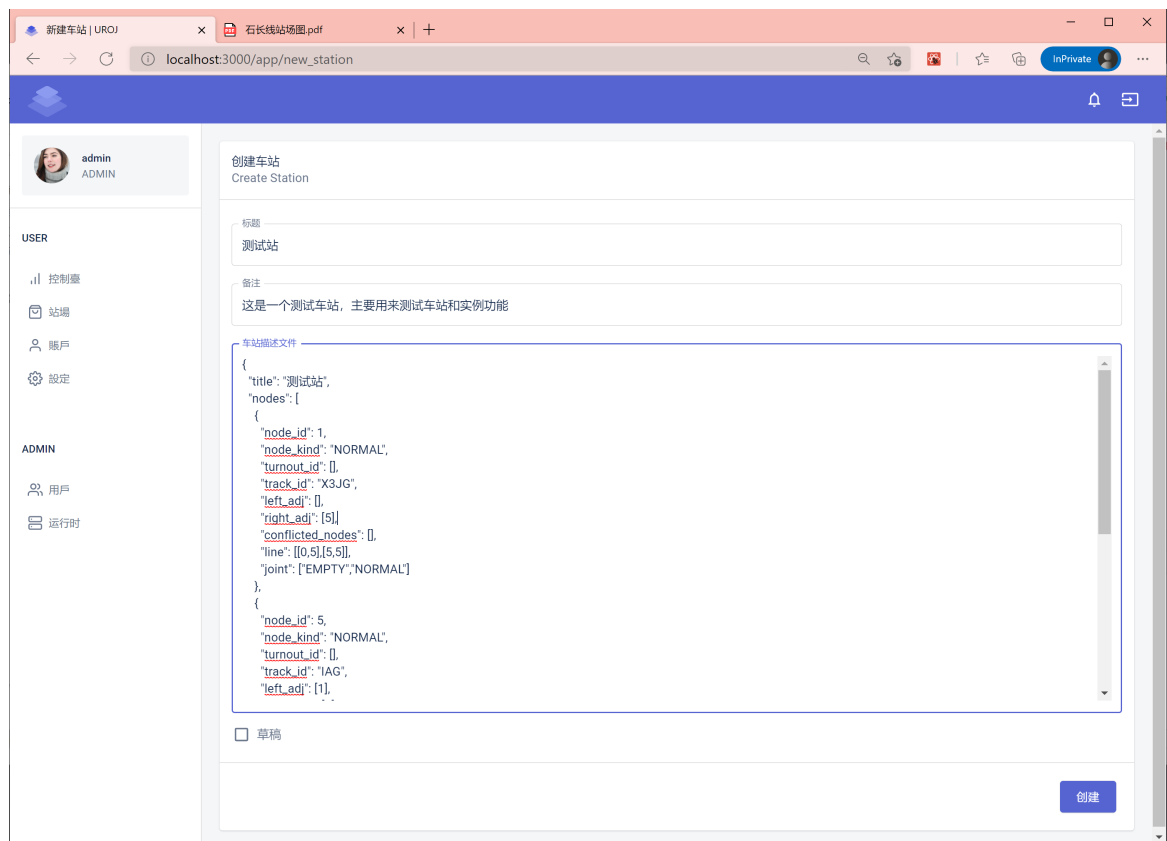 新建车站 | UROJ
石长线站场图.pdf
localhost:3000/app/new_station
InPrivate
admin
ADMIN
USER
控制臺
站場
賬戶
設定
ADMIN
用戶
运行时
创建车站
Create Station
标题
测试站
备注
这是一个测试车站，主要用来测试车站和实例功能
车站描述文件
{
"title": "测试站",
"nodes": [
{
"node_id": 1,
"node_kind": "NORMAL",
"turnout_id": [],
"track_id": "X3JG",
"left_adj": [],
"right_adj": [5],
"conflicted_nodes": [],
"line": [[0,5],[5,5]],
"joint": ["EMPTY","NORMAL"]
},
{
"node_id": 5,
"node_kind": "NORMAL",
"turnout_id": [],
"track_id": "IAG",
"left_adj": [1],
草稿
创建